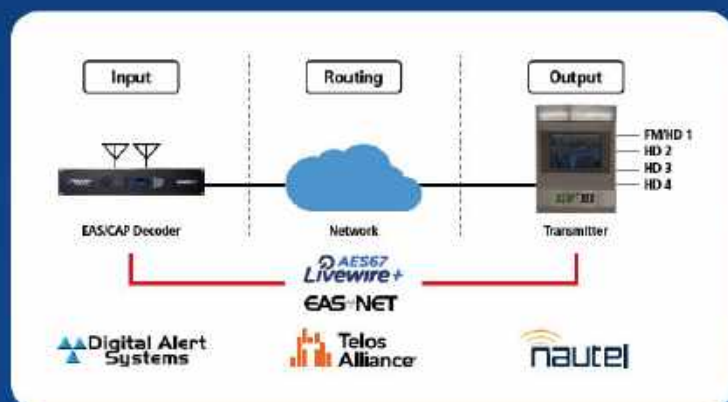 Input
Routing
Output
FM/HD 1
HD 2
HD 3
HD 4
EAS/CAP Decoder
Network
Transmitter
AES67
Livewire+
EAS-NET
Digital Alert
Systems
Telos
Alliance
nautel